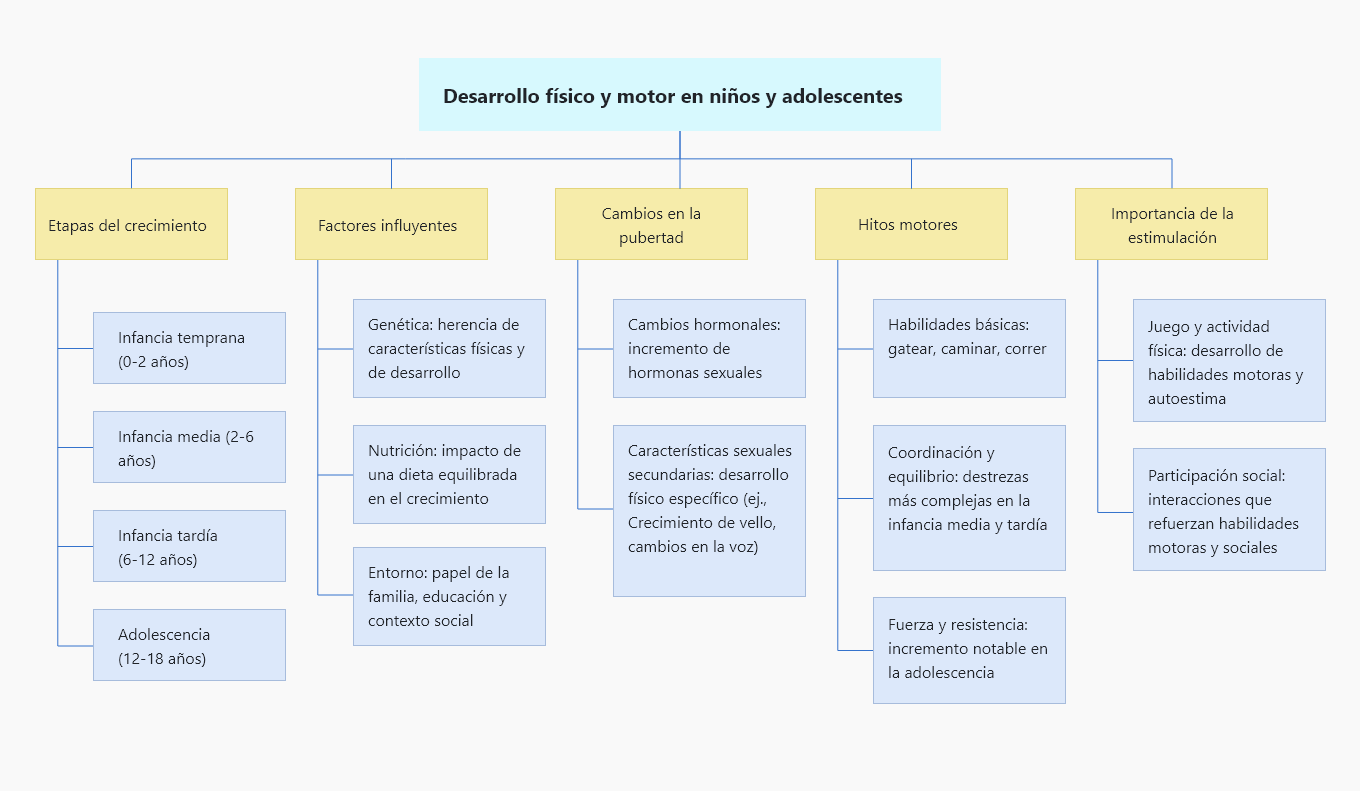 Desarrollo físico y motor en niños y adolescentes
Etapas del crecimiento
Infancia temprana
(0-2 años)
Infancia media (2-6
años)
Infancia tardía
(6-12 años)
Adolescencia
(12-18 años)
Factores influyentes
Genética: herencia de
características físicas y
de desarrollo
Nutrición: impacto de
una dieta equilibrada
en el crecimiento
Entorno: papel de la
familia, educación y
contexto social
Cambios en la
pubertad
Cambios hormonales:
incremento de
hormonas sexuales
Características sexuales
secundarias: desarrollo
físico específico (ej.,
Crecimiento de vello,
cambios en la voz)
Hitos motores
Habilidades básicas:
gatear, caminar, correr
Coordinación y
equilibrio: destrezas
más complejas en la
infancia media y tardía
Fuerza y resistencia:
incremento notable en
la adolescencia
Importancia de la
estimulación
Juego y actividad
física: desarrollo de
habilidades motoras y
autoestima
Participación social:
interacciones que
refuerzan habilidades
motoras y sociales